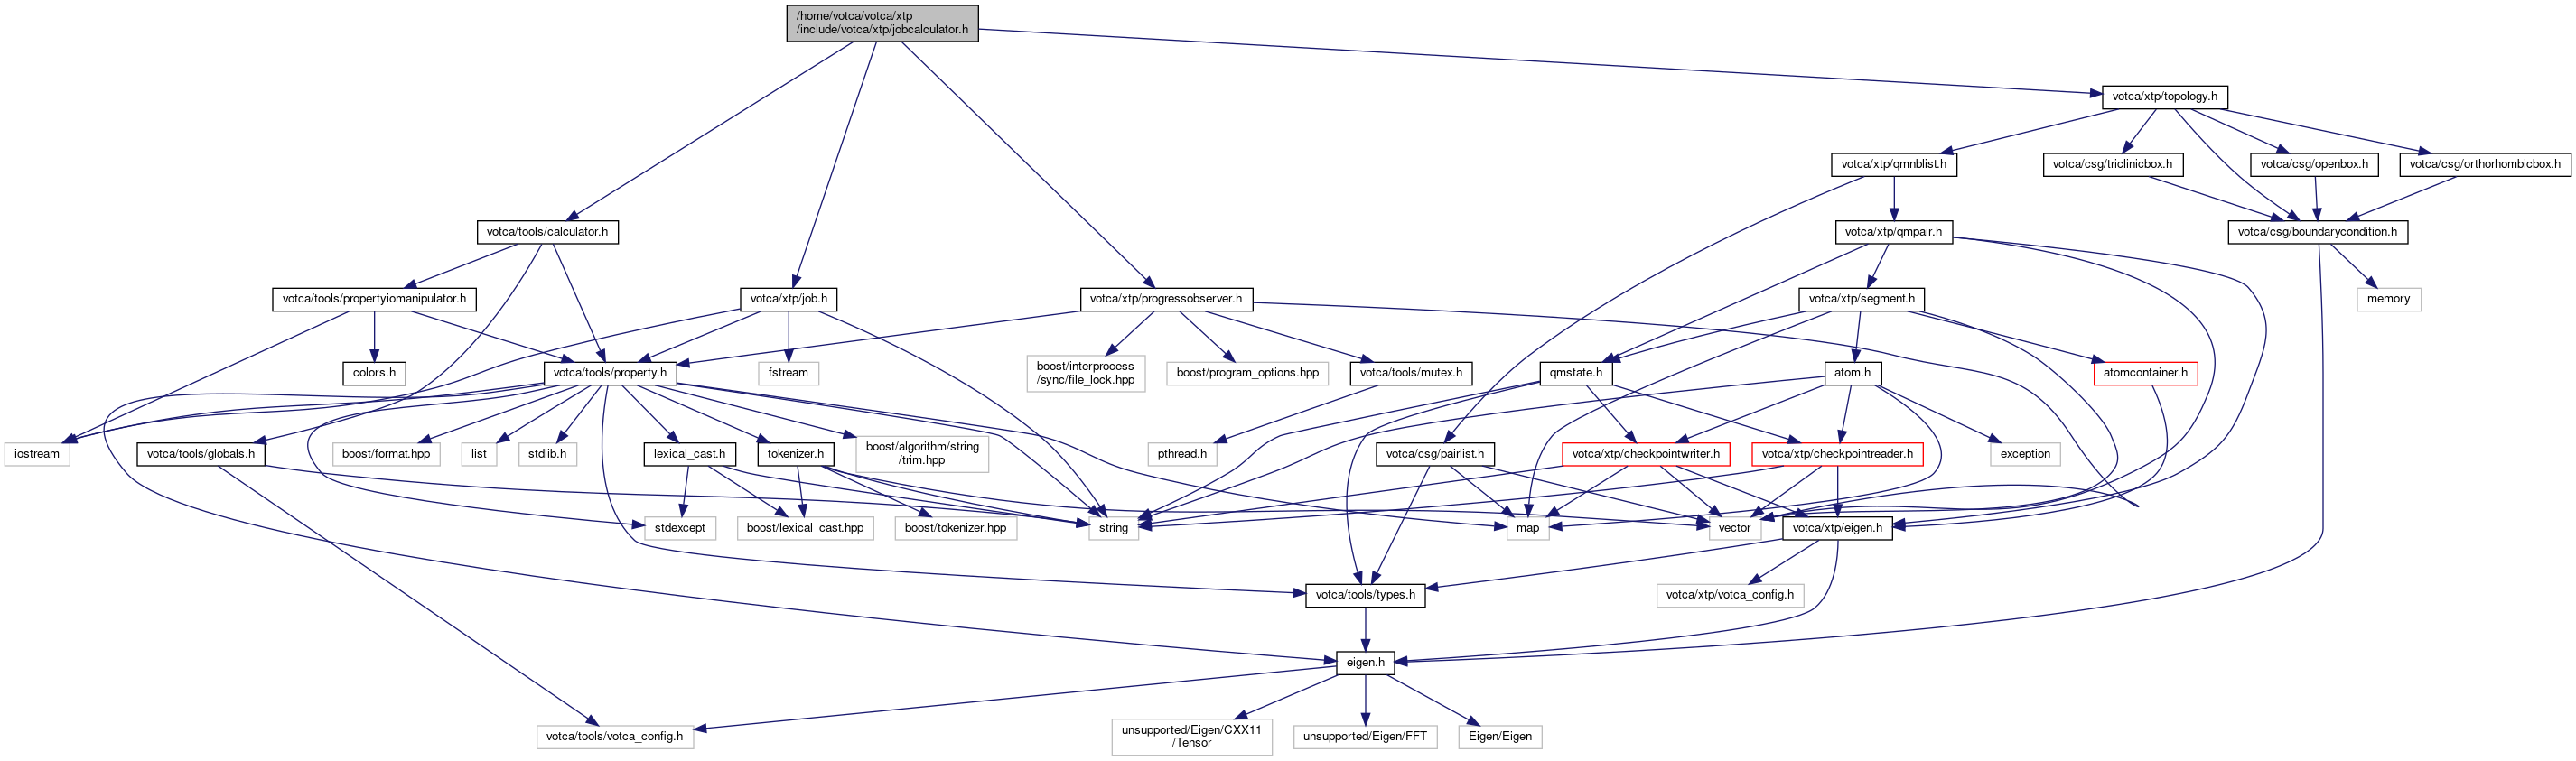 /home/votca/votca/xtp
/include/votca/xtp/jobcalculator.h
votca/xtp/topology.h
votca/xtp/qmnblist.h
votca/csg/triclinicbox.h
votca/csg/openbox.h
votca/csg/orthorhombicbox.h
votca/tools/calculator.h
votca/xtp/qmpair.h
votca/csg/boundarycondition.h
votca/tools/propertyiomanipulator.h
votca/xtp/job.h
votca/xtp/progressobserver.h
votca/xtp/segment.h
memory
colors.h
votca/tools/property.h
fstream
boost/interprocess
/sync/file_lock.hpp
boost/program_options.hpp
votca/tools/mutex.h
qmstate.h
atom.h
atomcontainer.h
iostream
votca/tools/globals.h
boost/format.hpp
list
stdlib.h
lexical_cast.h
tokenizer.h
boost/algorithm/string
/trim.hpp
pthread.h
votca/csg/pairlist.h
votca/xtp/checkpointwriter.h
votca/xtp/checkpointreader.h
exception
stdexcept
boost/lexical_cast.hpp
boost/tokenizer.hpp
string
map
vector
votca/xtp/eigen.h
votca/tools/types.h
votca/xtp/votca_config.h
eigen.h
votca/tools/votca_config.h
unsupported/Eigen/CXX11
/Tensor
unsupported/Eigen/FFT
Eigen/Eigen